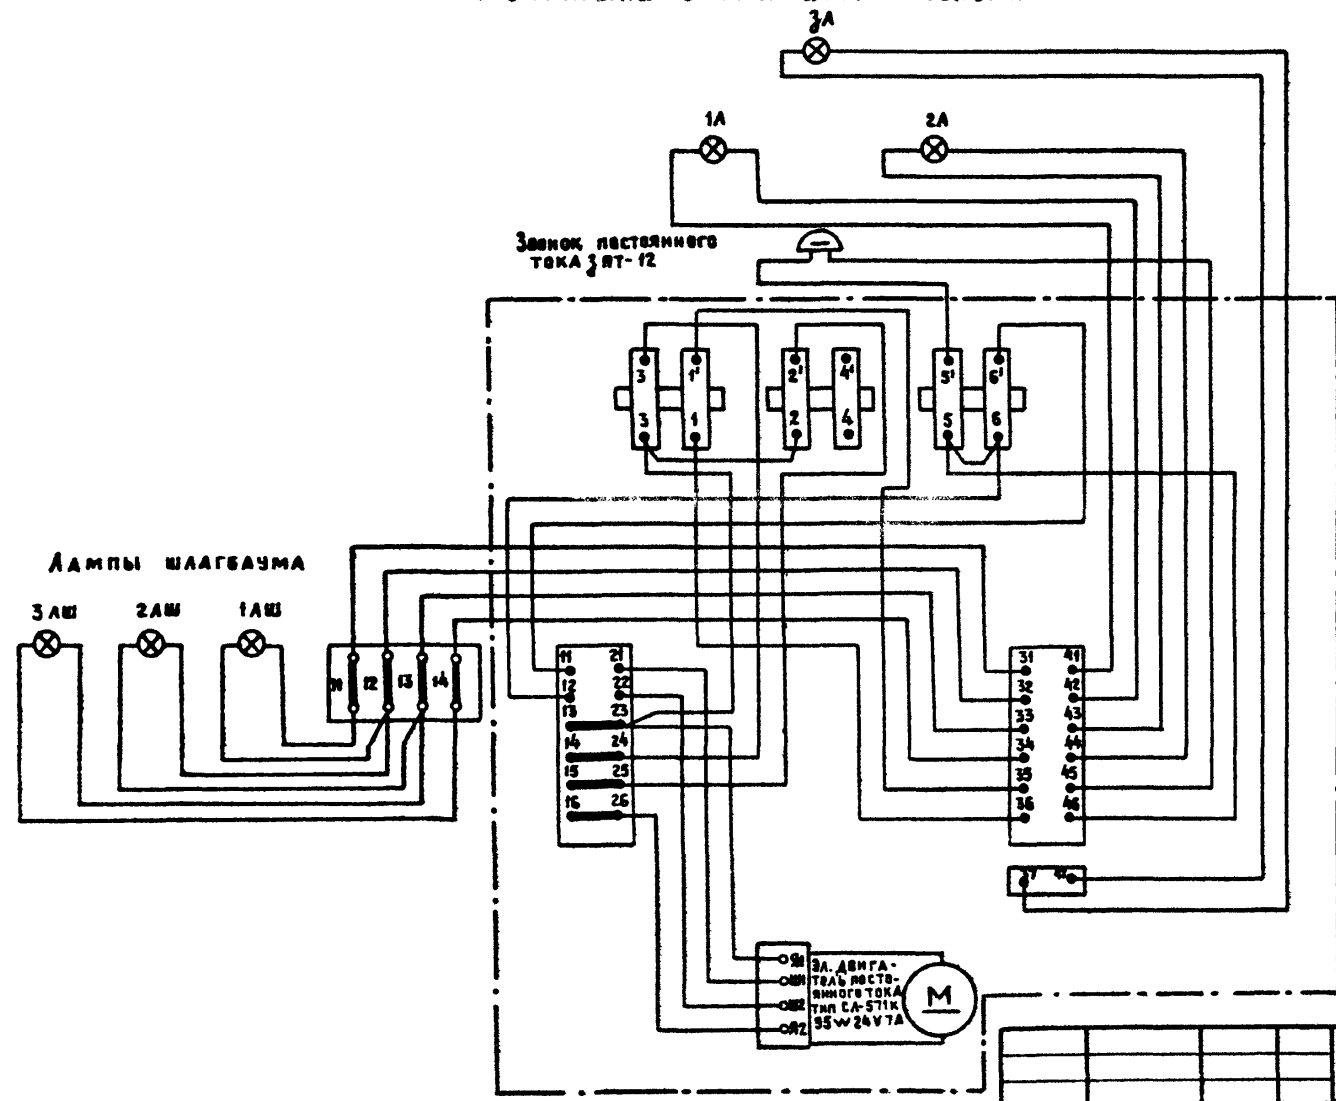 ЗЛ
1Л
2Л
Звонок постоянного
тока ЗПТ-12
3 1' 2' 4' 5' 6'
3 1 2 4 5 6
Лампы шлагбаума
3ЛШ 2ЛШ 1ЛШ
11 12 13 14
11 21
12 22
13 23
14 24
15 25
16 26
31 41
32 42
33 43
34 44
35 45
36 46
Я1
Ш1
Ш2
Я2
Эл. двига-
тель посто-
янного тока
тип СЛ-571К
95W 24V 7A
М